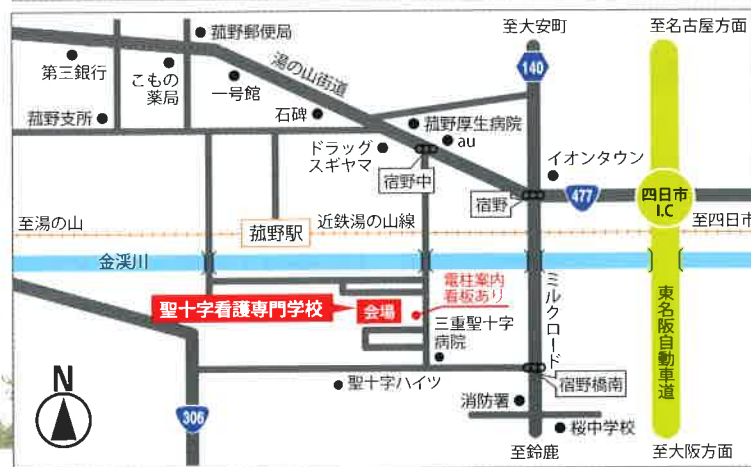 至大安町
至名古屋方面
菰野郵便局
湯の山街道
140
第三銀行
こもの
薬局
一号館
石碑
菰野支所
菰野厚生病院
au
ドラッグ
スギヤマ
宿野中
イオンタウン
宿野
477
四日市
I.C
至湯の山
菰野駅
近鉄湯の山線
至四日市
金渓川
電柱案内
看板あり
ミルクロード
聖十字看護専門学校
会場
三重聖十字
病院
東名阪自動車道
N
聖十字ハイツ
宿野橋南
306
消防署
桜中学校
至鈴鹿
至大阪方面